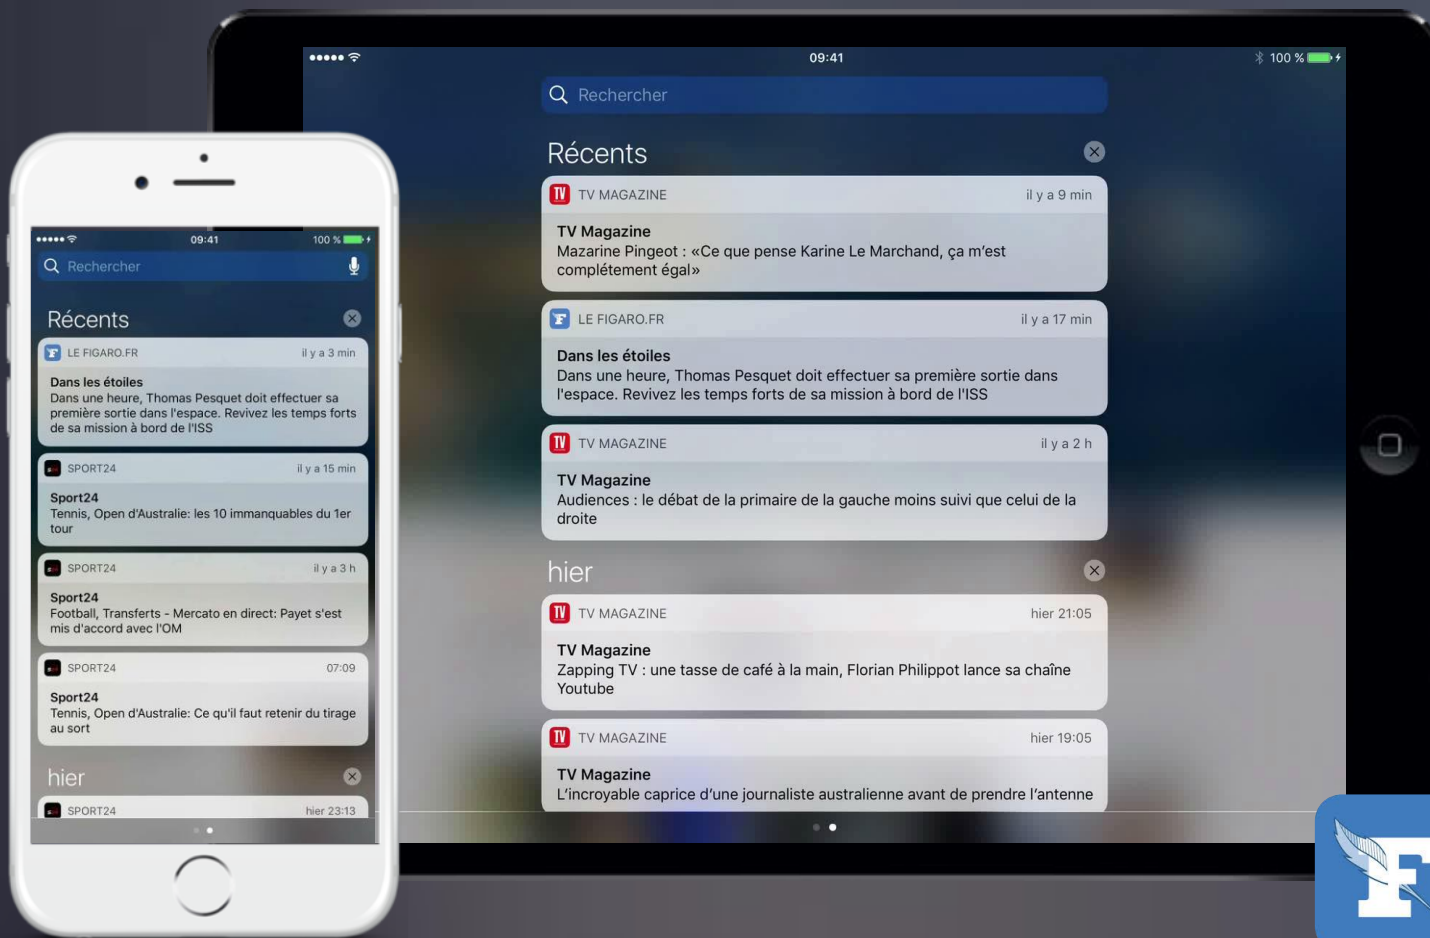 09:41
100 %
Rechercher
Récents
LE FIGARO.FR
il y a 3 min
Dans les étoiles
Dans une heure, Thomas Pesquet doit effectuer sa
première sortie dans l'espace. Revivez les temps forts
de sa mission à bord de l'ISS
SPORT24
il y a 15 min
Sport24
Tennis, Open d'Australie: les 10 immanquables du 1er
tour
SPORT24
il y a 3 h
Sport24
Football, Transferts - Mercato en direct: Payet s'est
mis d'accord avec l'OM
SPORT24
07:09
Sport24
Tennis, Open d'Australie: Ce qu'il faut retenir du tirage
au sort
hier
SPORT24
hier 23:13
09:41
100 %
Rechercher
Récents
TV
TV MAGAZINE
il y a 9 min
TV Magazine
Mazarine Pingeot : «Ce que pense Karine Le Marchand, ça m'est
complétement égal»
F
LE FIGARO.FR
il y a 17 min
Dans les étoiles
Dans une heure, Thomas Pesquet doit effectuer sa première sortie dans
l'espace. Revivez les temps forts de sa mission à bord de l'ISS
TV
TV MAGAZINE
il y a 2 h
TV Magazine
Audiences : le débat de la primaire de la gauche moins suivi que celui de la
droite
hier
TV
TV MAGAZINE
hier 21:05
TV Magazine
Zapping TV : une tasse de café à la main, Florian Philippot lance sa chaîne
Youtube
TV
TV MAGAZINE
hier 19:05
TV Magazine
L'incroyable caprice d'une journaliste australienne avant de prendre l'antenne
F